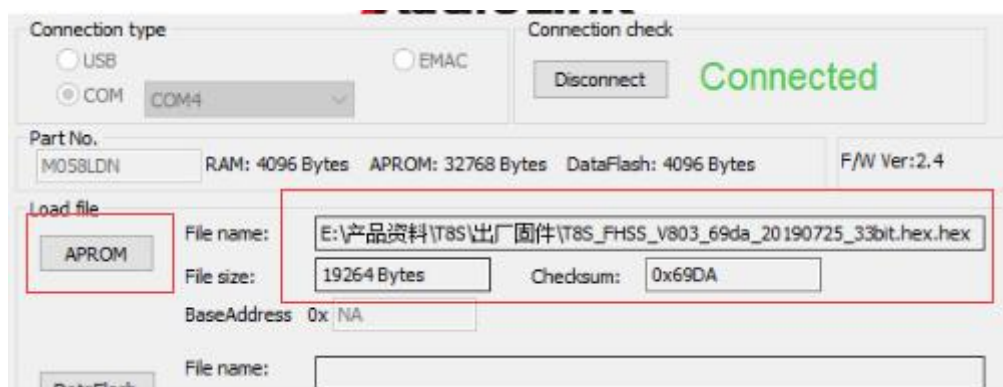 Connection type
Connection check
USB
EMAC
COM
COM4
Disconnect
Connected
Part No.
M058LDN
RAM: 4096 Bytes APROM: 32768 Bytes DataFlash: 4096 Bytes
F/W Ver:2.4
Load file
APROM
File name:
E:\产品资料\T8S\出厂固件\T8S_FHSS_V803_69da_20190725_33bit.hex.hex
File size:
19264 Bytes
Checksum:
0x69DA
BaseAddress 0x NA
File name:
DataFlash